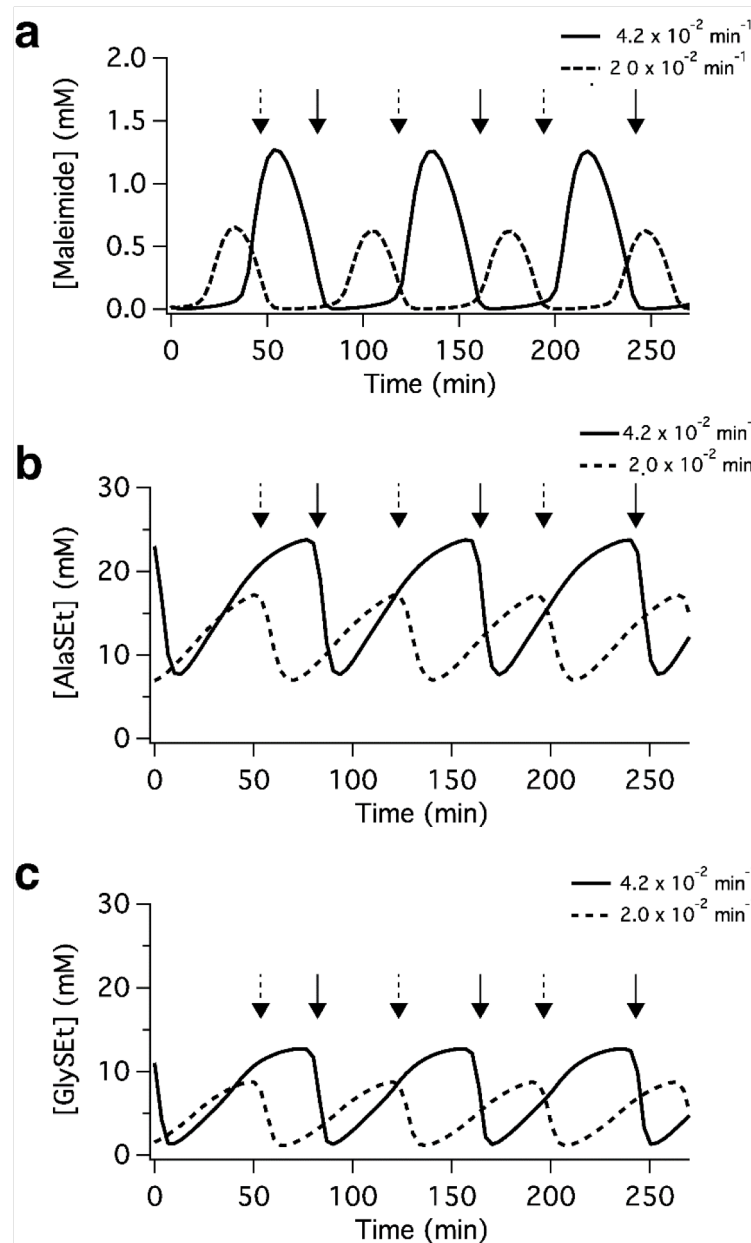 a
4.2 x 10⁻² min⁻¹
2 0 x 10⁻² min⁻¹
2.0
1.5
1.0
0.5
0.0
[Maleimide] (mM)
0 50 100 150 200 250
Time (min)
b
4.2 x 10⁻² min⁻
2.0 x 10⁻² min
30
20
10
0
[AlaSEt] (mM)
0 50 100 150 200 250
Time (min)
c
4.2 x 10⁻² min⁻
2.0 x 10⁻² min⁻
30
20
10
0
[GlySEt] (mM)
0 50 100 150 200 250
Time (min)